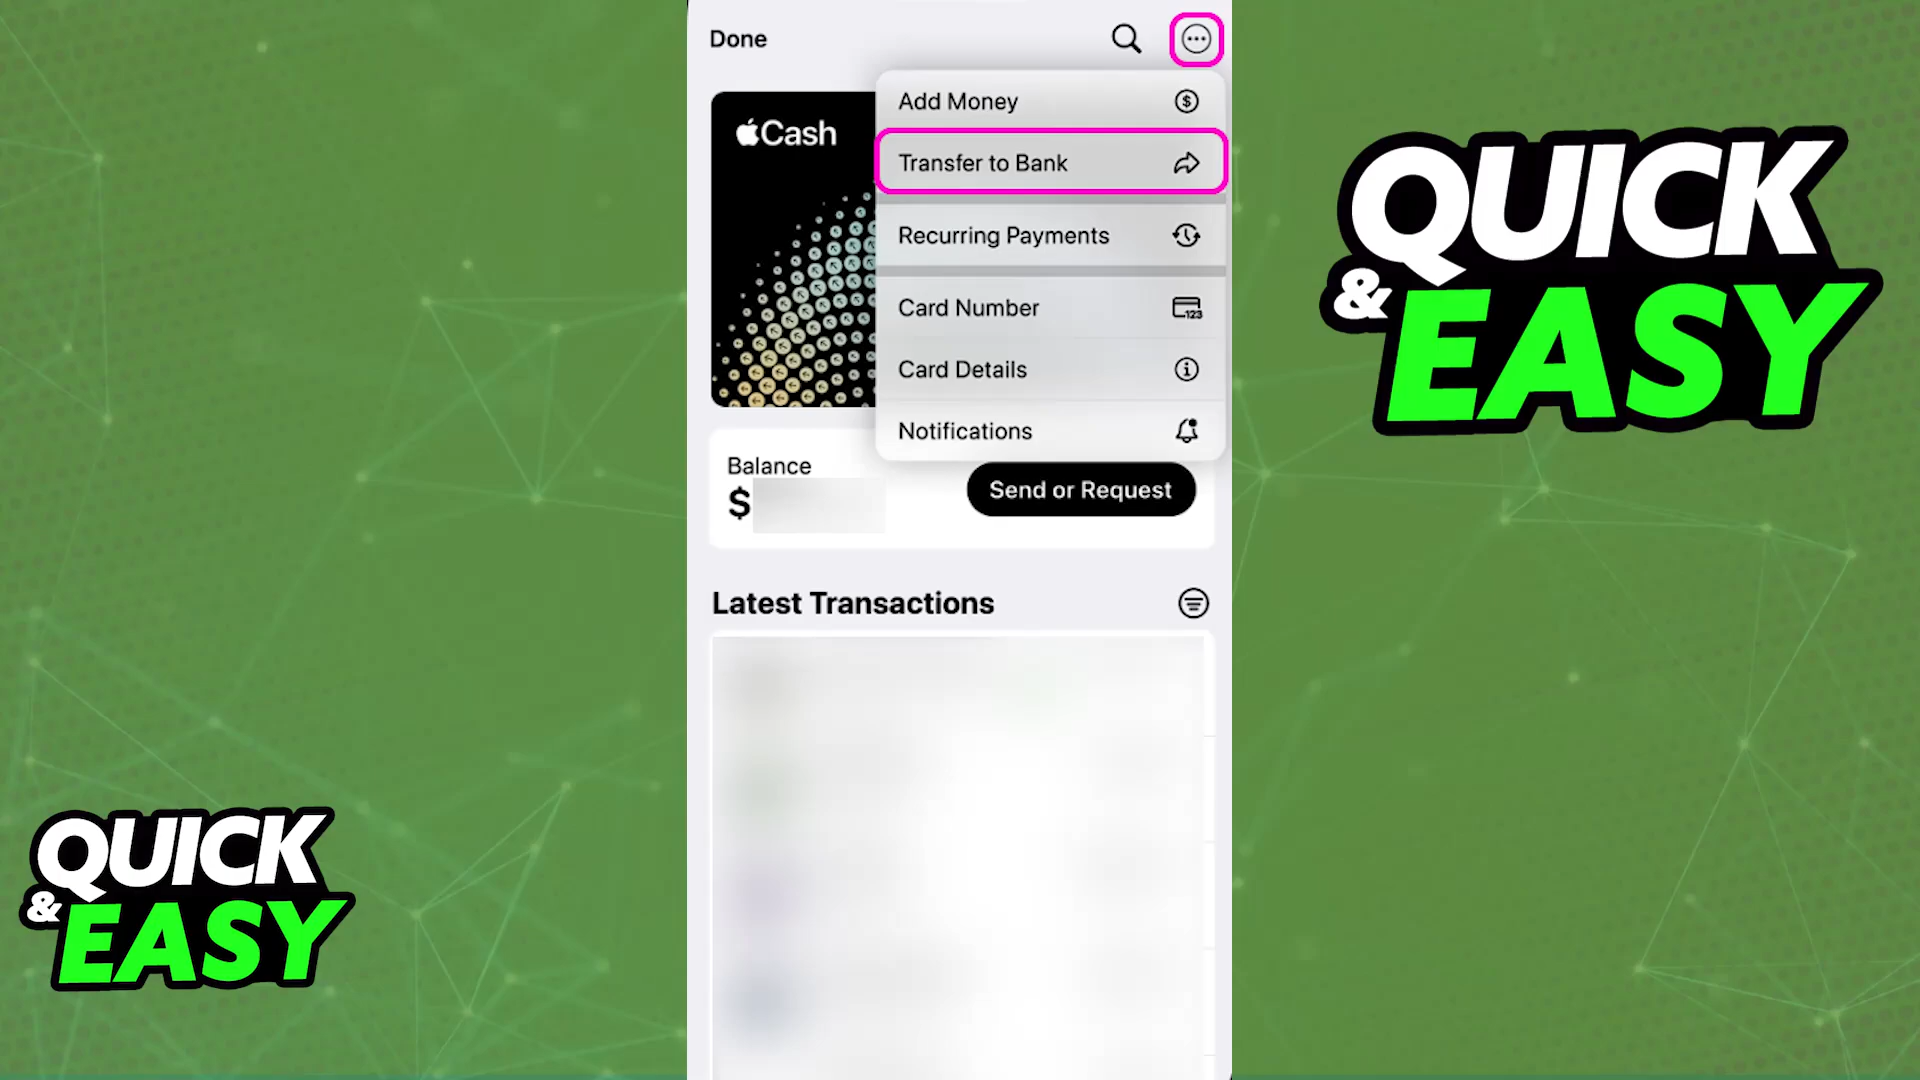 Done
Cash
Add Money
Transfer to Bank
Recurring Payments
Card Number
123
Card Details
Notifications
Balance
$
Send or Request
Latest Transactions
QUICK
& EASY
QUICK
& EASY